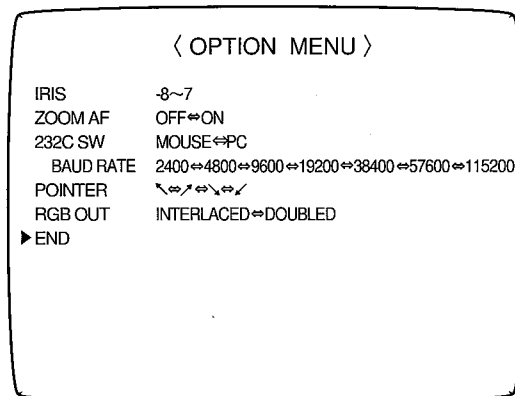 〈 OPTION MENU 〉
IRIS -8~7
ZOOM AF OFF⇔ON
232C SW MOUSE⇔PC
BAUD RATE 2400⇔4800⇔9600⇔19200⇔38400⇔57600⇔115200
POINTER ↖⇔↗⇔↘⇔↙
RGB OUT INTERLACED⇔DOUBLED
▶END